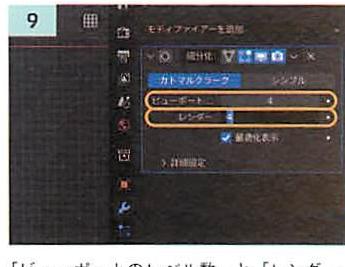 9
モディファイアーを追加
細分化
カトマルクラーク シンプル
ビューポート 4
レンダー 4
最適化表示
詳細設定
「ビューポートのレベル数」と「レンダー